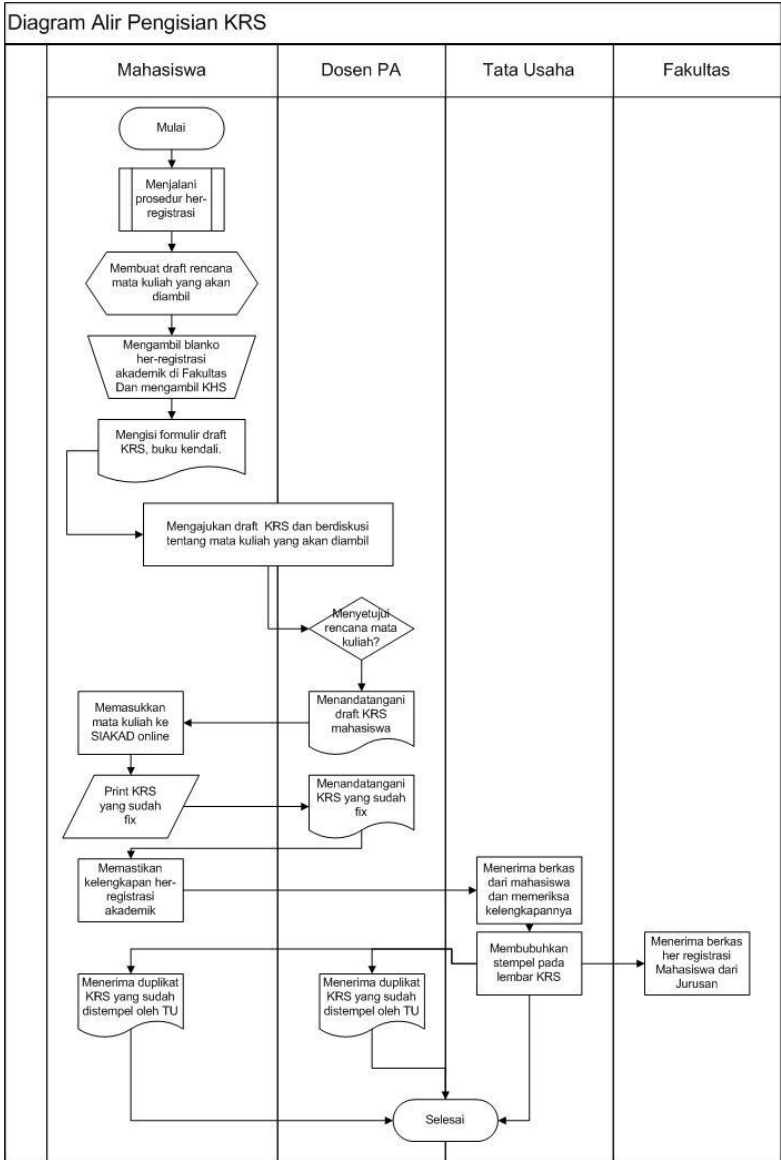 Diagram Alir Pengisian KRS
Mahasiswa
Dosen PA
Tata Usaha
Fakultas
Mulai
Menjalani
prosedur her-
registrasi
Membuat draft rencana
mata kuliah yang akan
diambil
Mengambil blanko
her-registrasi
akademik di Fakultas
Dan mengambil KHS
Mengisi formulir draft
KRS, buku kendali.
Mengajukan draft KRS dan berdiskusi
tentang mata kuliah yang akan diambil
Menyetujui
rencana mata
kuliah?
Memasukkan
mata kuliah ke
SIAKAD online
Menandatangani
draft KRS
mahasiswa
Print KRS
yang sudah
fix
Menandatangani
KRS yang sudah
fix
Memastikan
kelengkapan her-
registrasi
akademik
Menerima berkas
dari mahasiswa
dan memeriksa
kelengkapannya
Membubuhkan
stempel pada
lembar KRS
Menerima berkas
her registrasi
Mahasiswa dari
Jurusan
Menerima duplikat
KRS yang sudah
distempel oleh TU
Menerima duplikat
KRS yang sudah
distempel oleh TU
Selesai